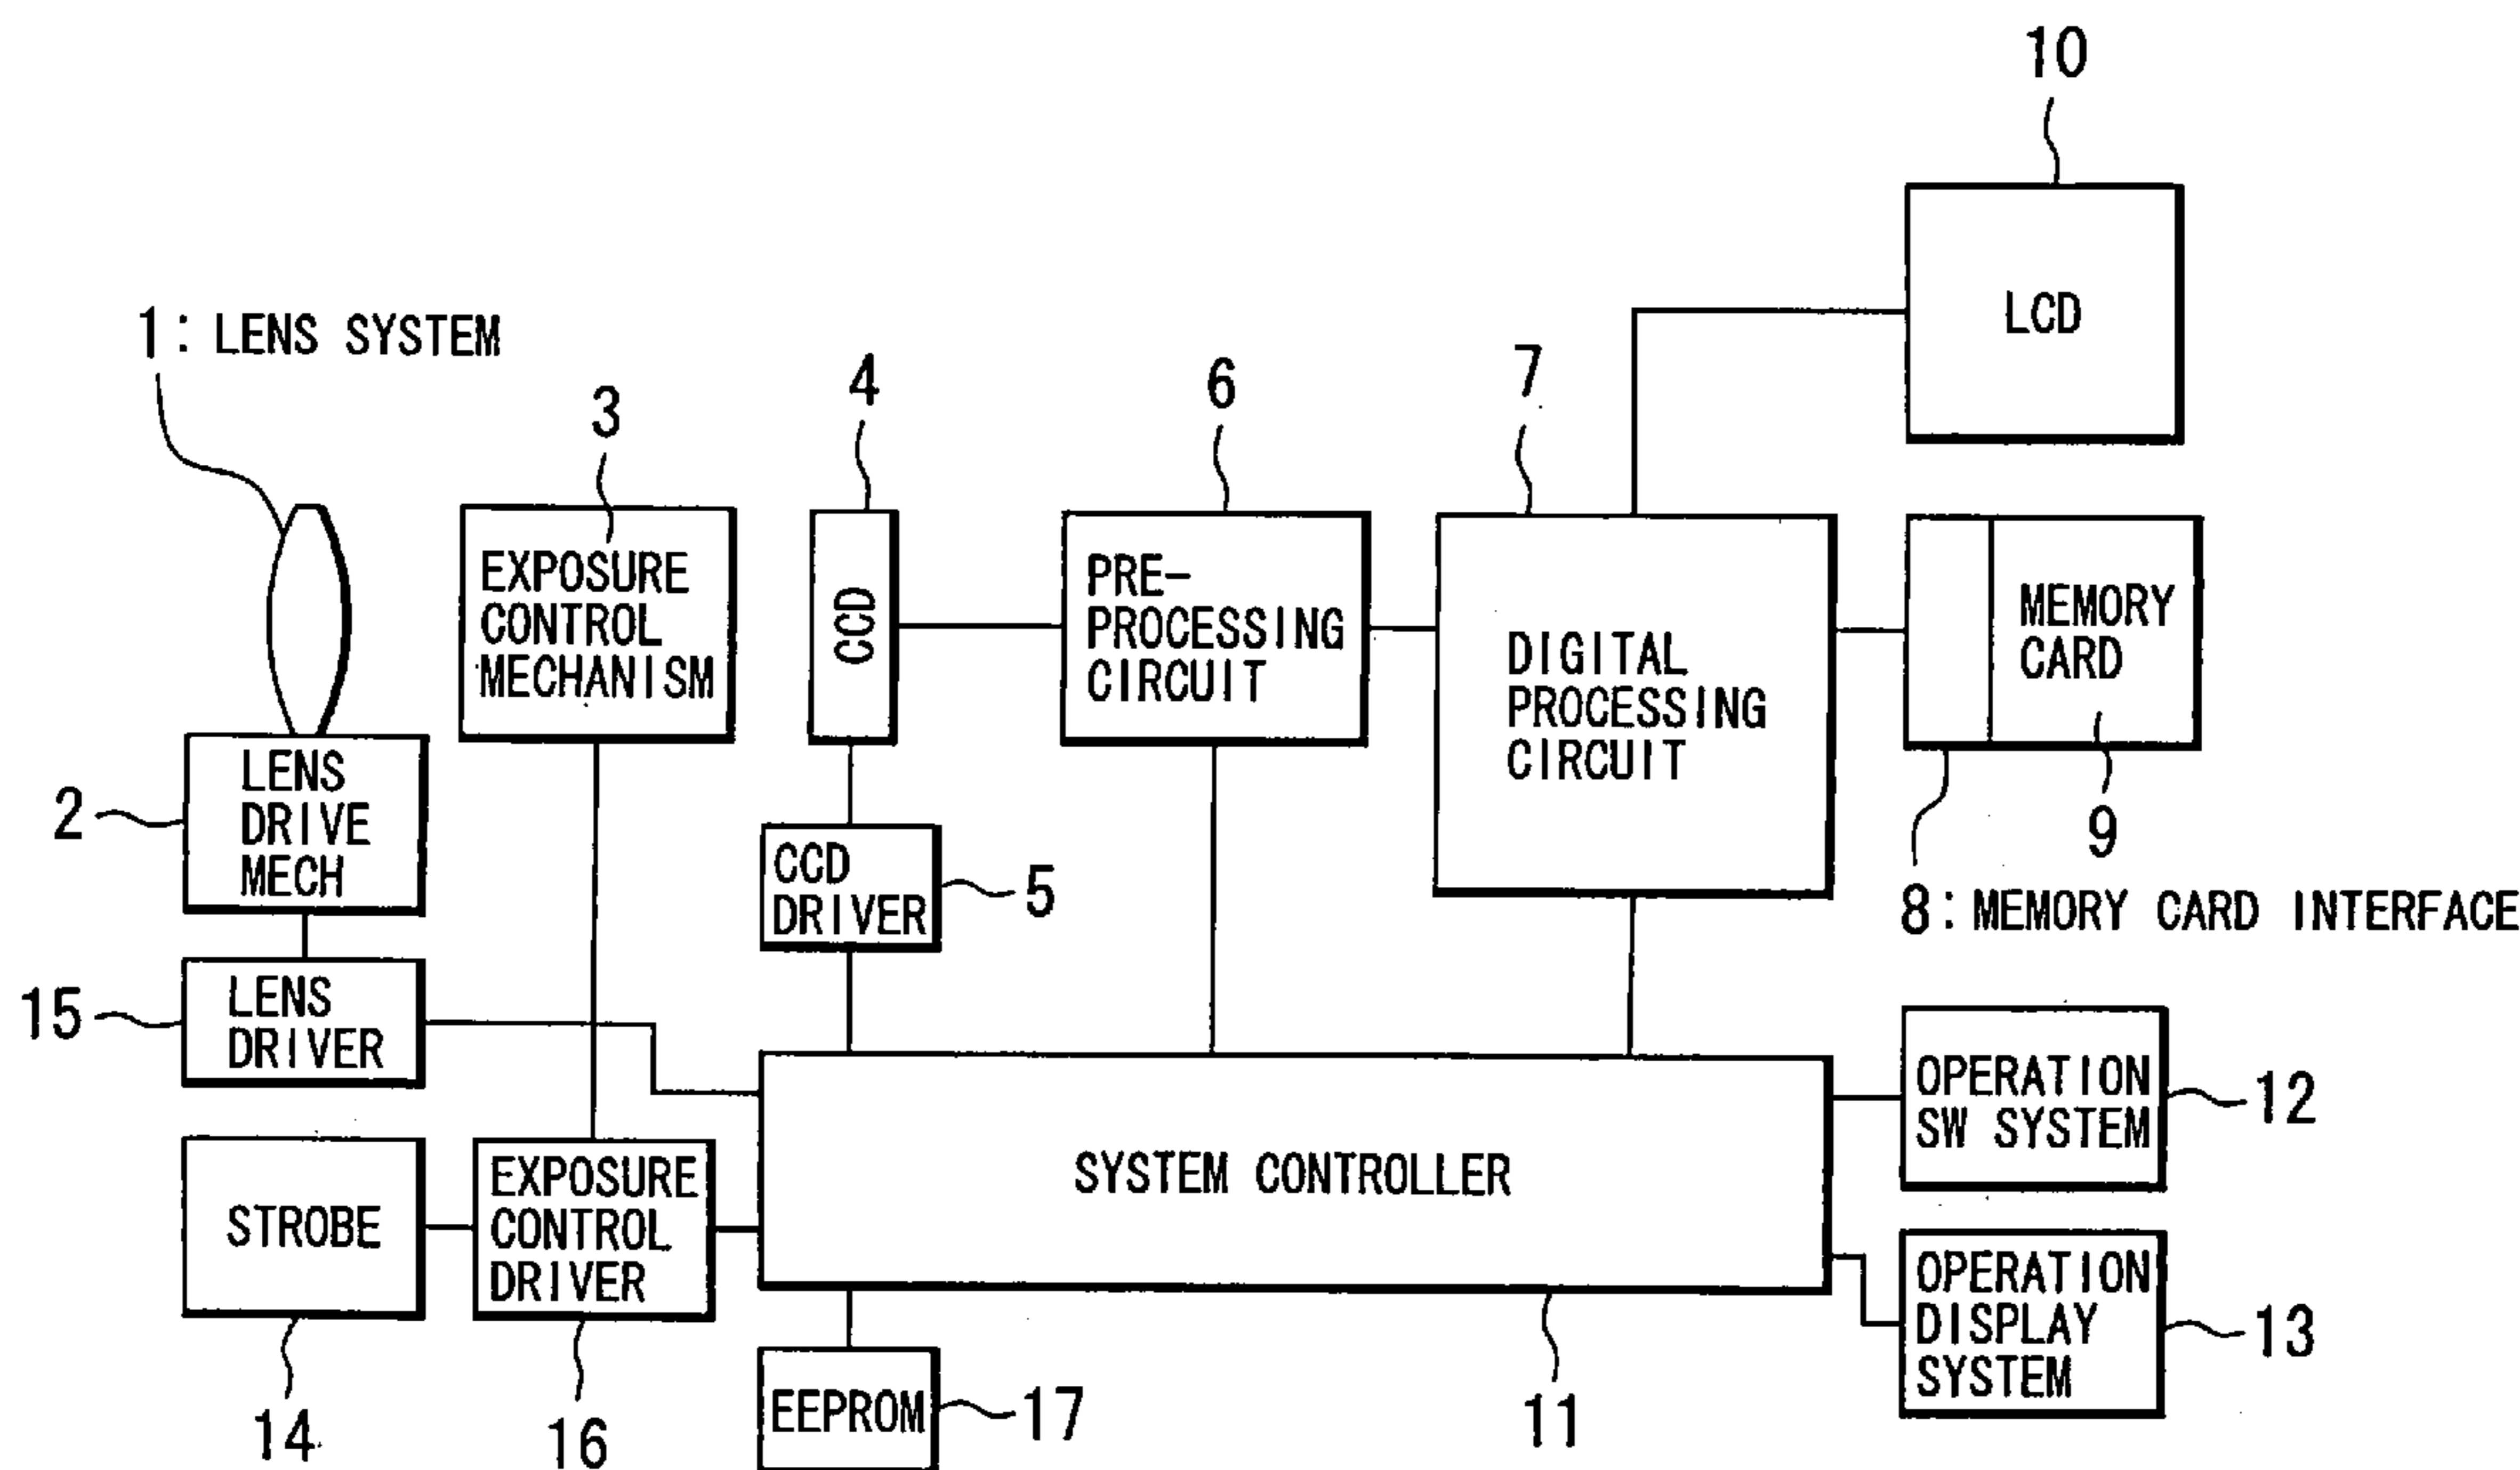 10
LCD
1: LENS SYSTEM
3
4
6
7
EXPOSURE
CONTROL
MECHANISM
CCD
PRE-
PROCESSING
CIRCUIT
DIGITAL
PROCESSING
CIRCUIT
MEMORY
CARD
9
8: MEMORY CARD INTERFACE
2
LENS
DRIVE
MECH
CCD
DRIVER
5
15
LENS
DRIVER
OPERATION
SW SYSTEM
12
STROBE
14
EXPOSURE
CONTROL
DRIVER
16
SYSTEM CONTROLLER
11
OPERATION
DISPLAY
SYSTEM
13
EEPROM
17